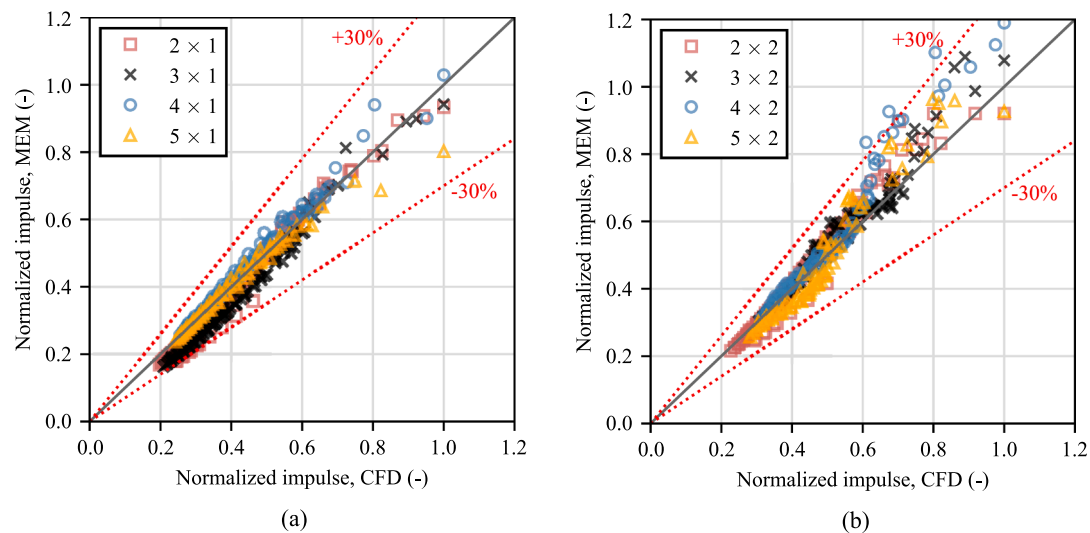 1.2
1.0
0.8
0.6
0.4
0.2
0.0
Normalized impulse, MEM (-)
2 × 1
3 × 1
4 × 1
5 × 1
+30%
-30%
0.0 0.2 0.4 0.6 0.8 1.0 1.2
Normalized impulse, CFD (-)
(a)
1.2
1.0
0.8
0.6
0.4
0.2
0.0
Normalized impulse, MEM (-)
2 × 2
3 × 2
4 × 2
5 × 2
+30%
-30%
0.0 0.2 0.4 0.6 0.8 1.0 1.2
Normalized impulse, CFD (-)
(b)